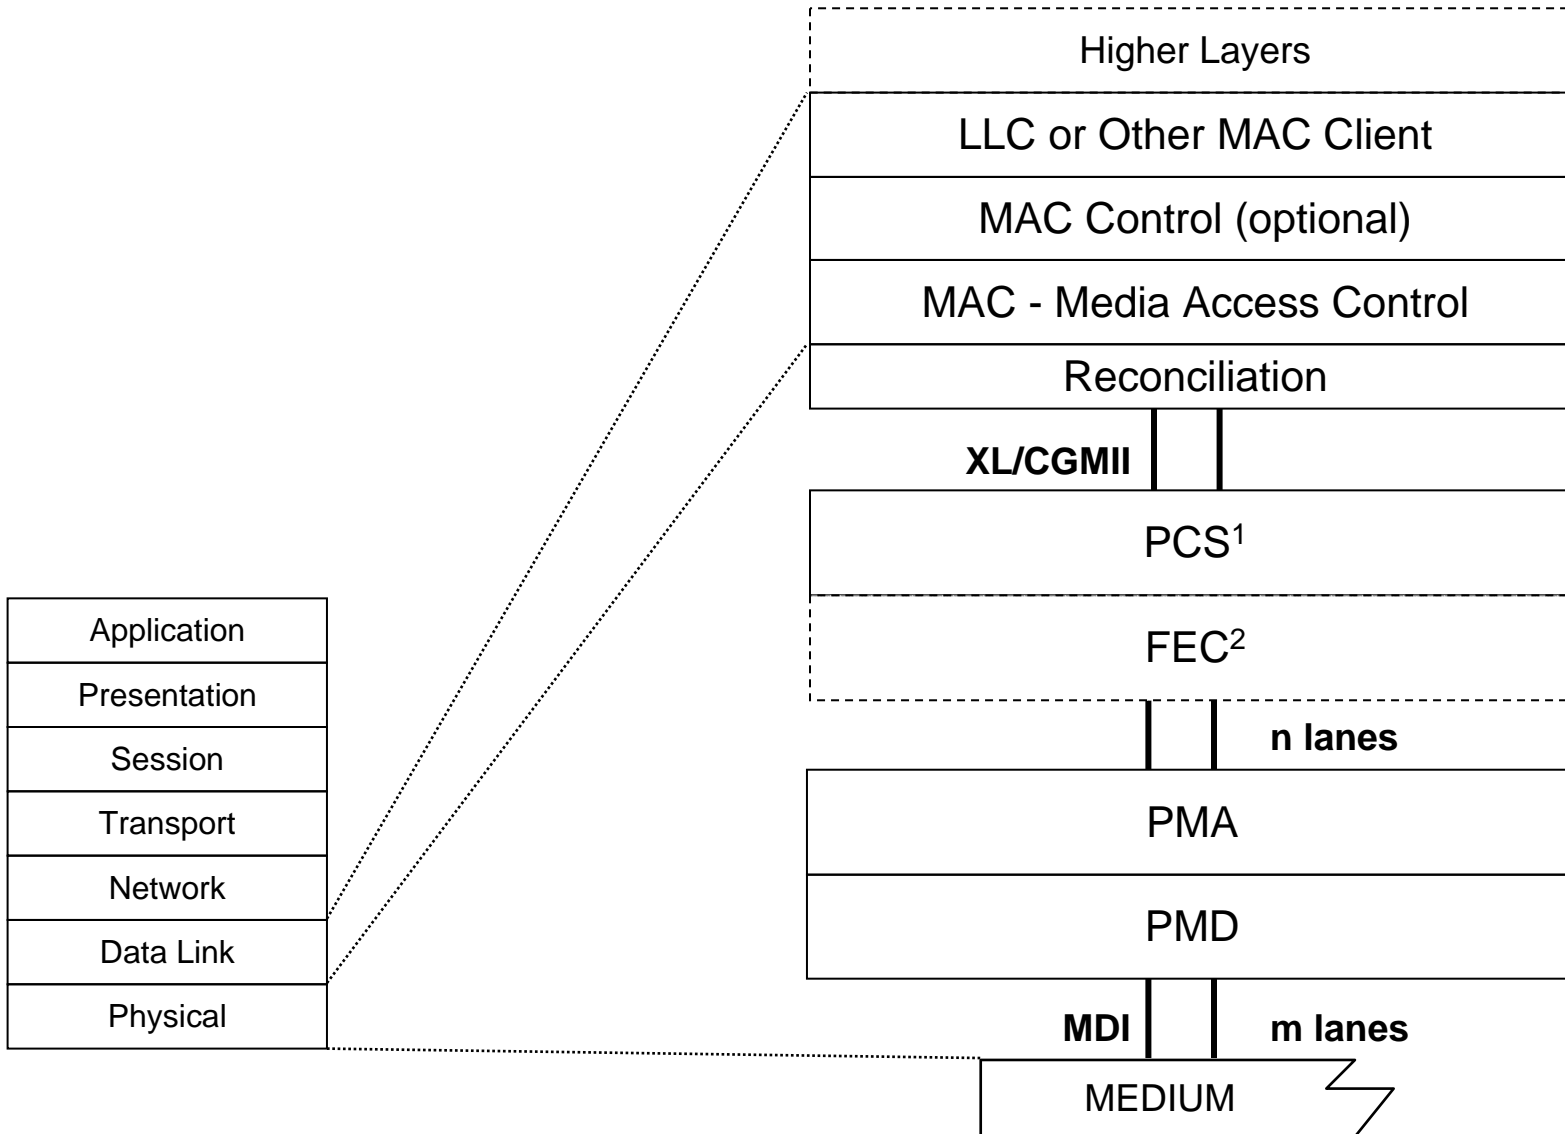 Higher Layers
LLC or Other MAC Client
MAC Control (optional)
MAC - Media Access Control
Reconciliation
XL/CGMII
PCS¹
FEC²
n lanes
PMA
PMD
MDI
m lanes
MEDIUM
Application
Presentation
Session
Transport
Network
Data Link
Physical